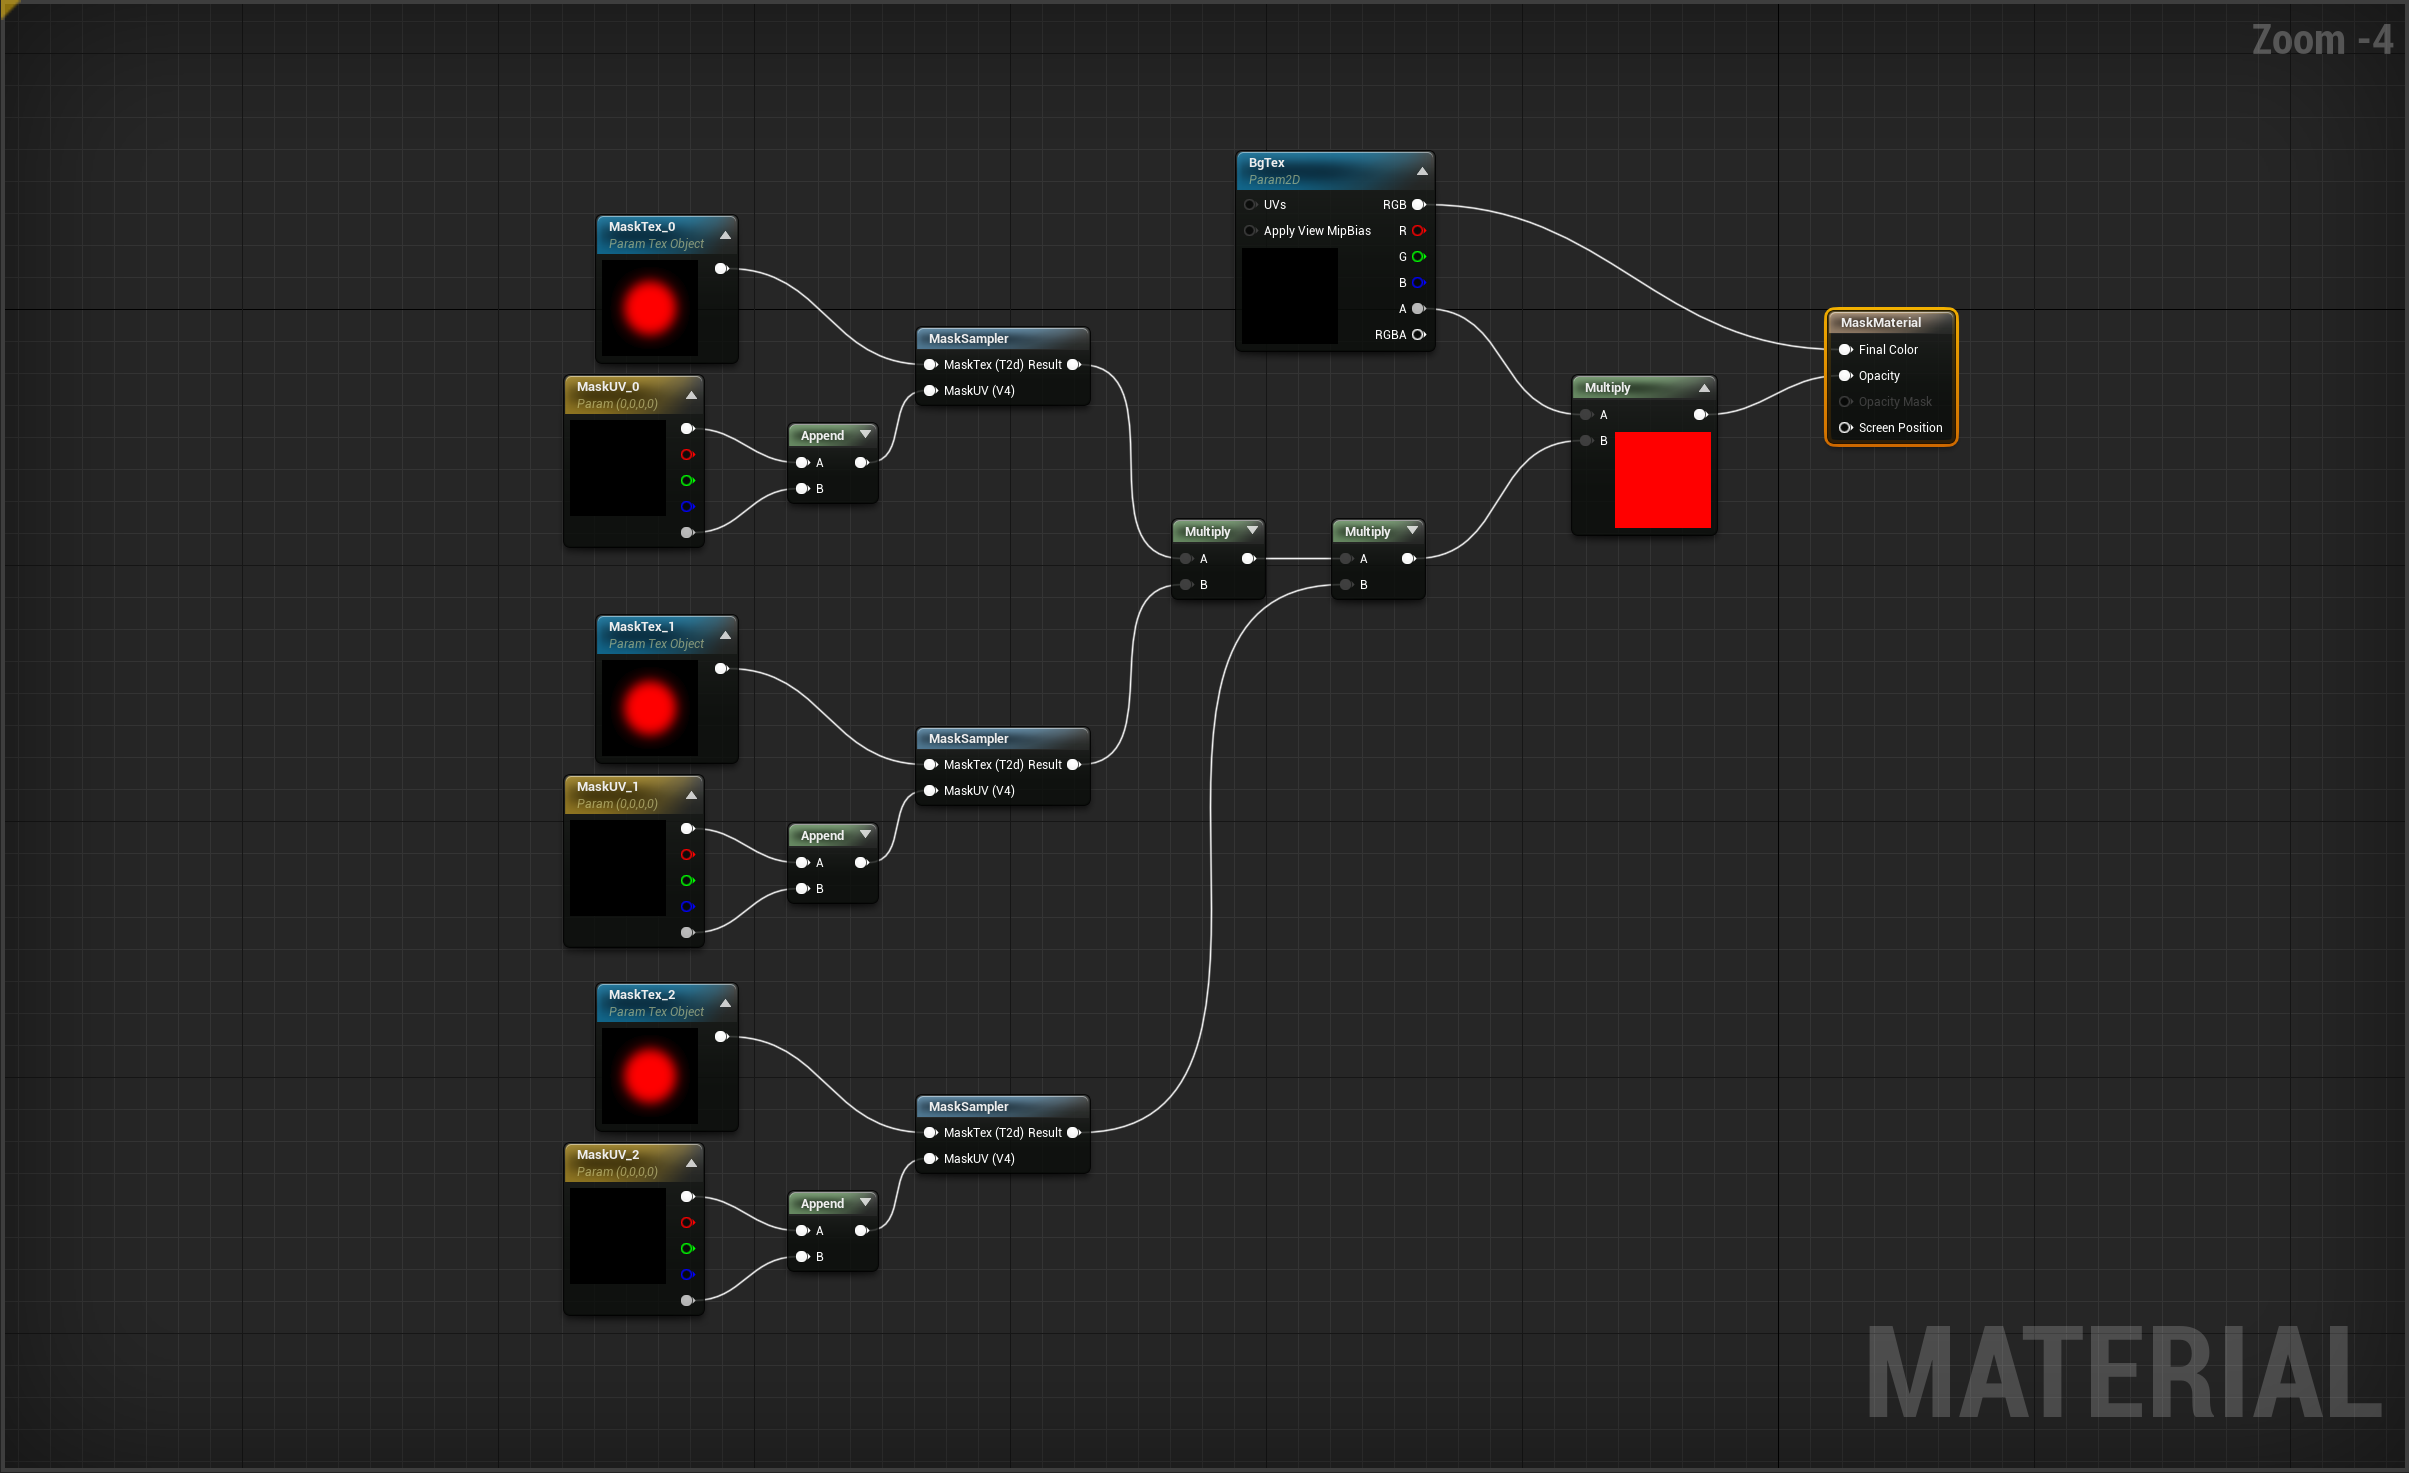 Zoom -4
BgTex
Param2D
UVs RGB
Apply View MipBias R
G
B
A
RGBA
MaskTex_0
Param Tex Object
MaskSampler
MaskTex (T2d) Result
MaskUV (V4)
MaskUV_0
Param (0,0,0,0)
Append
A
B
MaskMaterial
Final Color
Opacity
Opacity Mask
Screen Position
Multiply
A
B
Multiply
A
B
Multiply
A
B
MaskTex_1
Param Tex Object
MaskSampler
MaskTex (T2d) Result
MaskUV (V4)
MaskUV_1
Param (0,0,0,0)
Append
A
B
MaskTex_2
Param Tex Object
MaskSampler
MaskTex (T2d) Result
MaskUV (V4)
MaskUV_2
Param (0,0,0,0)
Append
A
B
MATERIAL